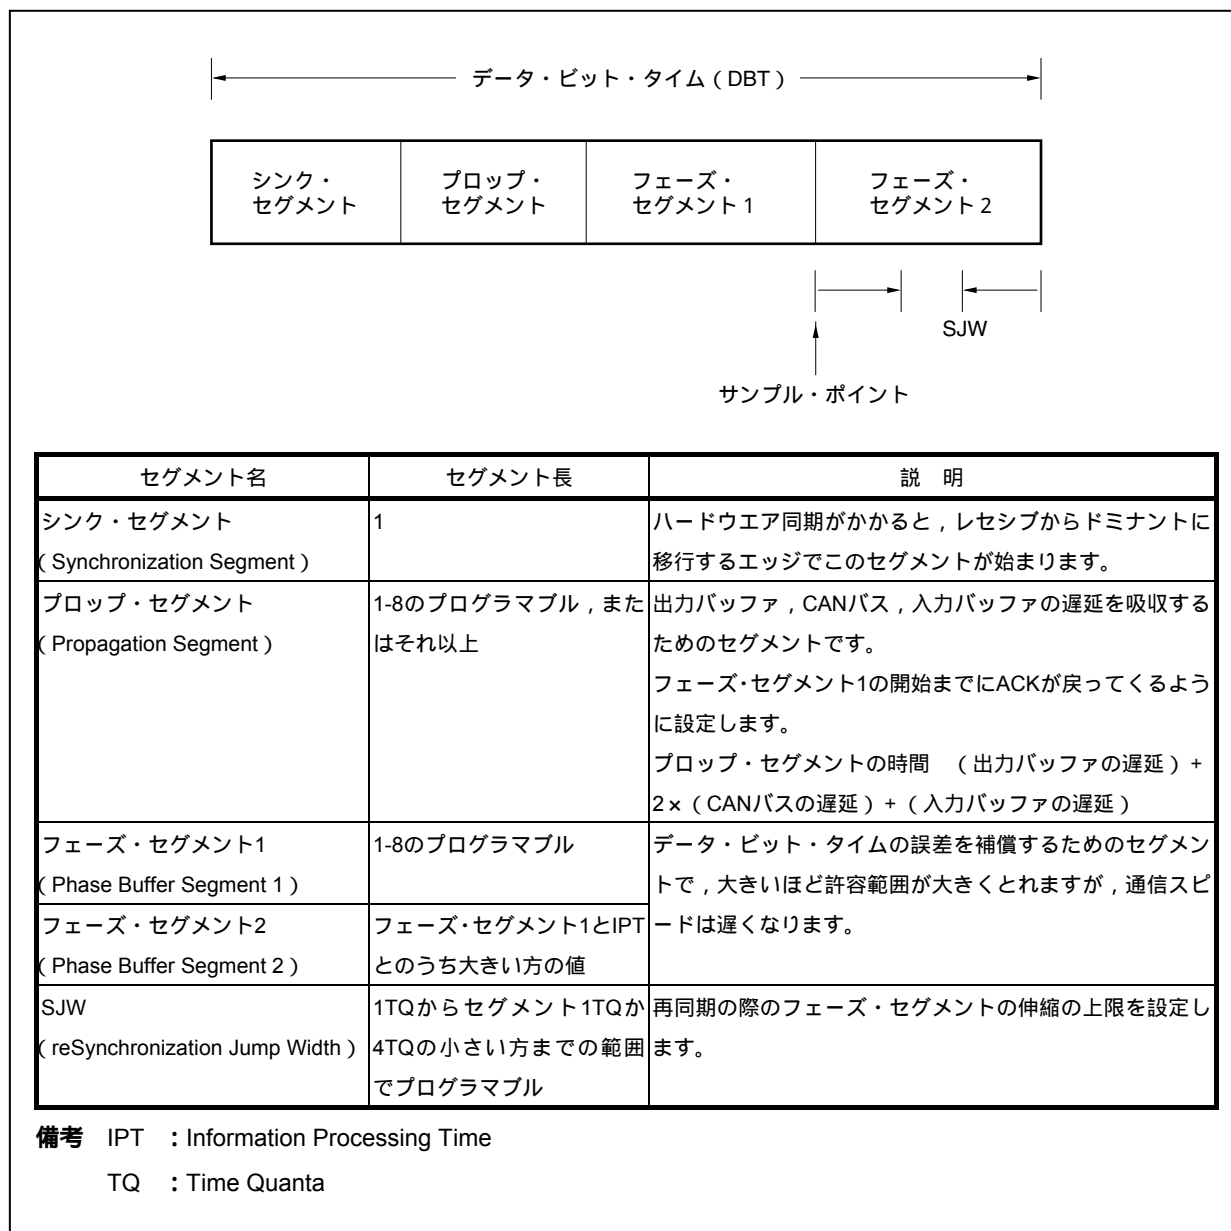 データ・ビット・タイム（DBT）
シンク・
セグメント
プロップ・
セグメント
フェーズ・
セグメント1
フェーズ・
セグメント2
SJW
サンプル・ポイント
セグメント名
セグメント長
説　明
シンク・セグメント
（Synchronization Segment）
1
ハードウエア同期がかかると，レセシブからドミナントに
移行するエッジでこのセグメントが始まります。
プロップ・セグメント
（Propagation Segment）
1-8のプログラマブル，また
はそれ以上
出力バッファ，CANバス，入力バッファの遅延を吸収する
ためのセグメントです。
フェーズ・セグメント1の開始までにACKが戻ってくるよう
に設定します。
プロップ・セグメントの時間　（出力バッファの遅延）+
2×（CANバスの遅延）+（入力バッファの遅延）
フェーズ・セグメント1
（Phase Buffer Segment 1）
1-8のプログラマブル
データ・ビット・タイムの誤差を補償するためのセグメン
トで，大きいほど許容範囲が大きくとれますが，通信スピ
ードは遅くなります。
フェーズ・セグメント2
（Phase Buffer Segment 2）
フェーズ・セグメント1とIPT
とのうち大きい方の値
SJW
（reSynchronization Jump Width）
1TQからセグメント1TQか
4TQの小さい方までの範囲
でプログラマブル
再同期の際のフェーズ・セグメントの伸縮の上限を設定し
ます。
備考　IPT　：Information Processing Time
TQ　：Time Quanta